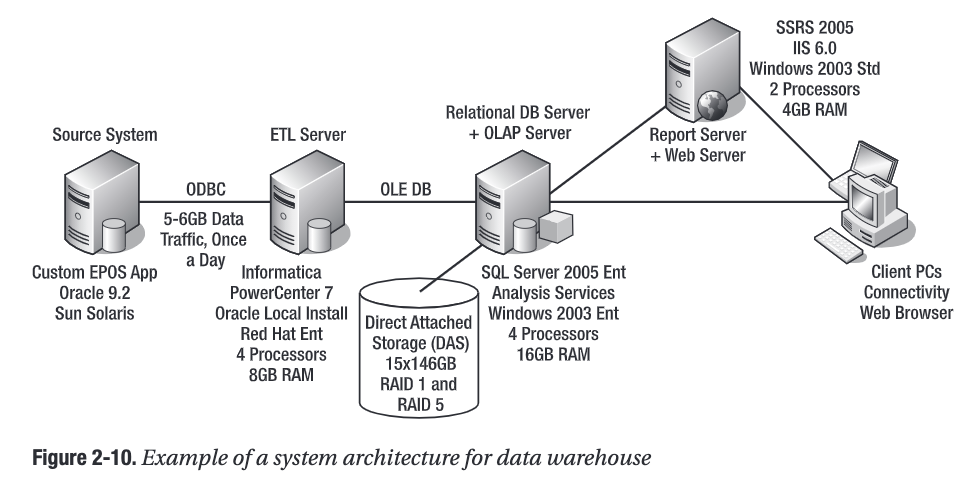 Source System
ODBC
5-6GB Data
Traffic, Once
a Day
Custom EPOS App
Oracle 9.2
Sun Solaris
ETL Server
OLE DB
Informatica
PowerCenter 7
Oracle Local Install
Red Hat Ent
4 Processors
8GB RAM
Relational DB Server
+ OLAP Server
SQL Server 2005 Ent
Analysis Services
Windows 2003 Ent
4 Processors
16GB RAM
Direct Attached
Storage (DAS)
15x146GB
RAID 1 and
RAID 5
SSRS 2005
IIS 6.0
Windows 2003 Std
2 Processors
4GB RAM
Report Server
+ Web Server
Client PCs
Connectivity
Web Browser
Figure 2-10. Example of a system architecture for data warehouse